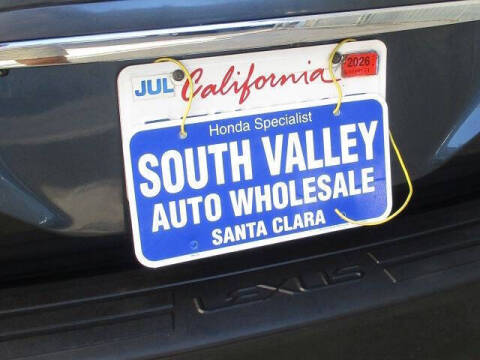 JUL
California
2026
Honda Specialist
SOUTH VALLEY
AUTO WHOLESALE
SANTA CLARA
LEXUS